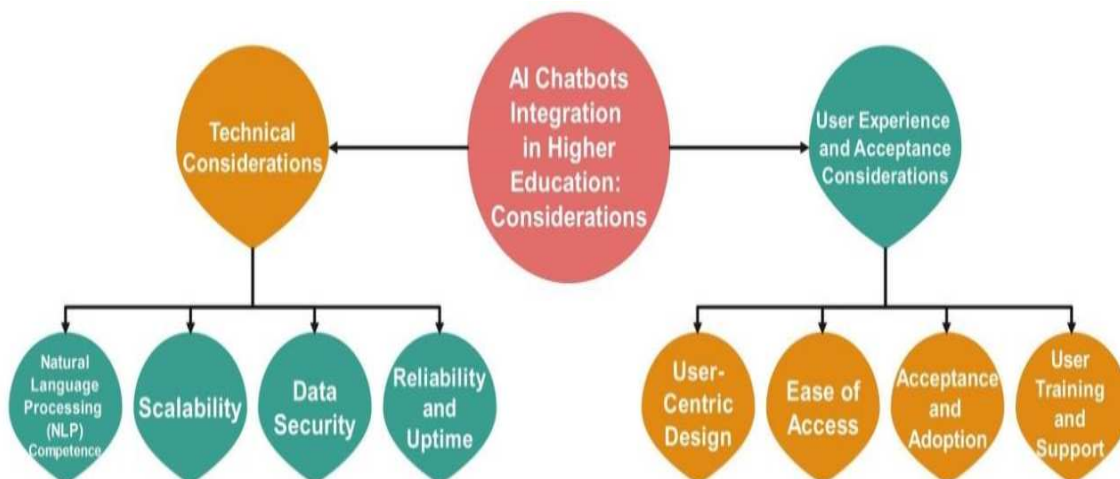 AI Chatbots
Integration
in Higher
Education:
Considerations
Technical
Considerations
User Experience
and Acceptance
Considerations
Natural
Language
Processing
(NLP)
Competence
Scalability
Data
Security
Reliability
and
Uptime
User-
Centric
Design
Ease of
Access
Acceptance
and
Adoption
User
Training
and
Support